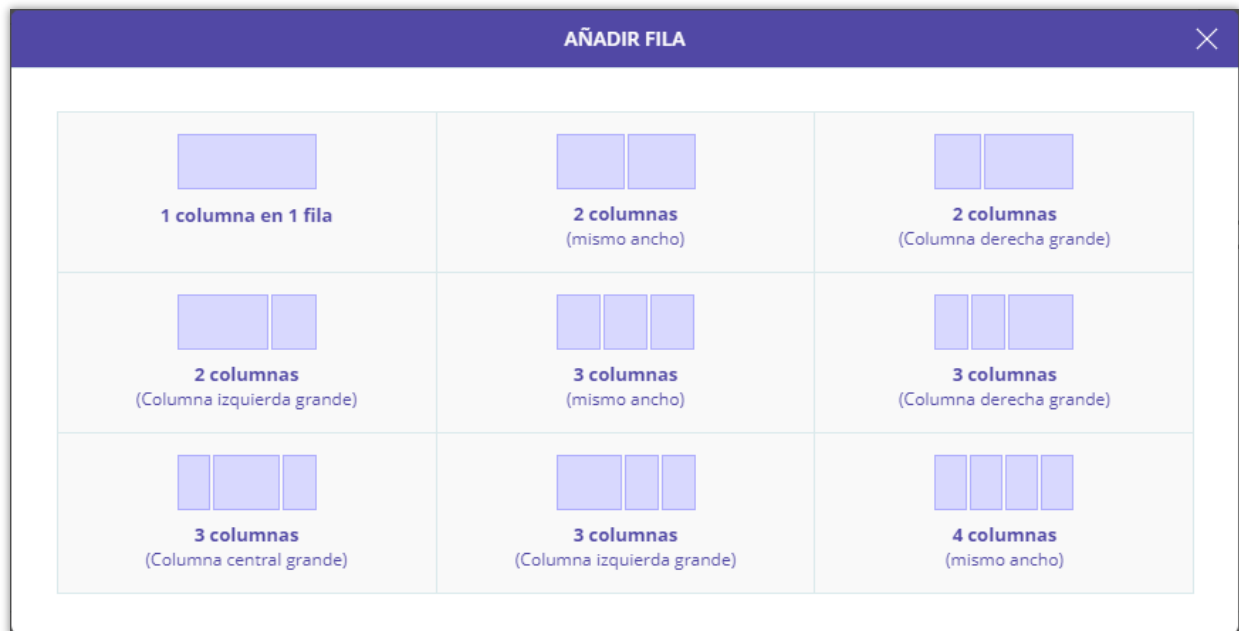 AÑADIR FILA
1 columna en 1 fila
2 columnas
(mismo ancho)
2 columnas
(Columna derecha grande)
2 columnas
(Columna izquierda grande)
3 columnas
(mismo ancho)
3 columnas
(Columna derecha grande)
3 columnas
(Columna central grande)
3 columnas
(Columna izquierda grande)
4 columnas
(mismo ancho)